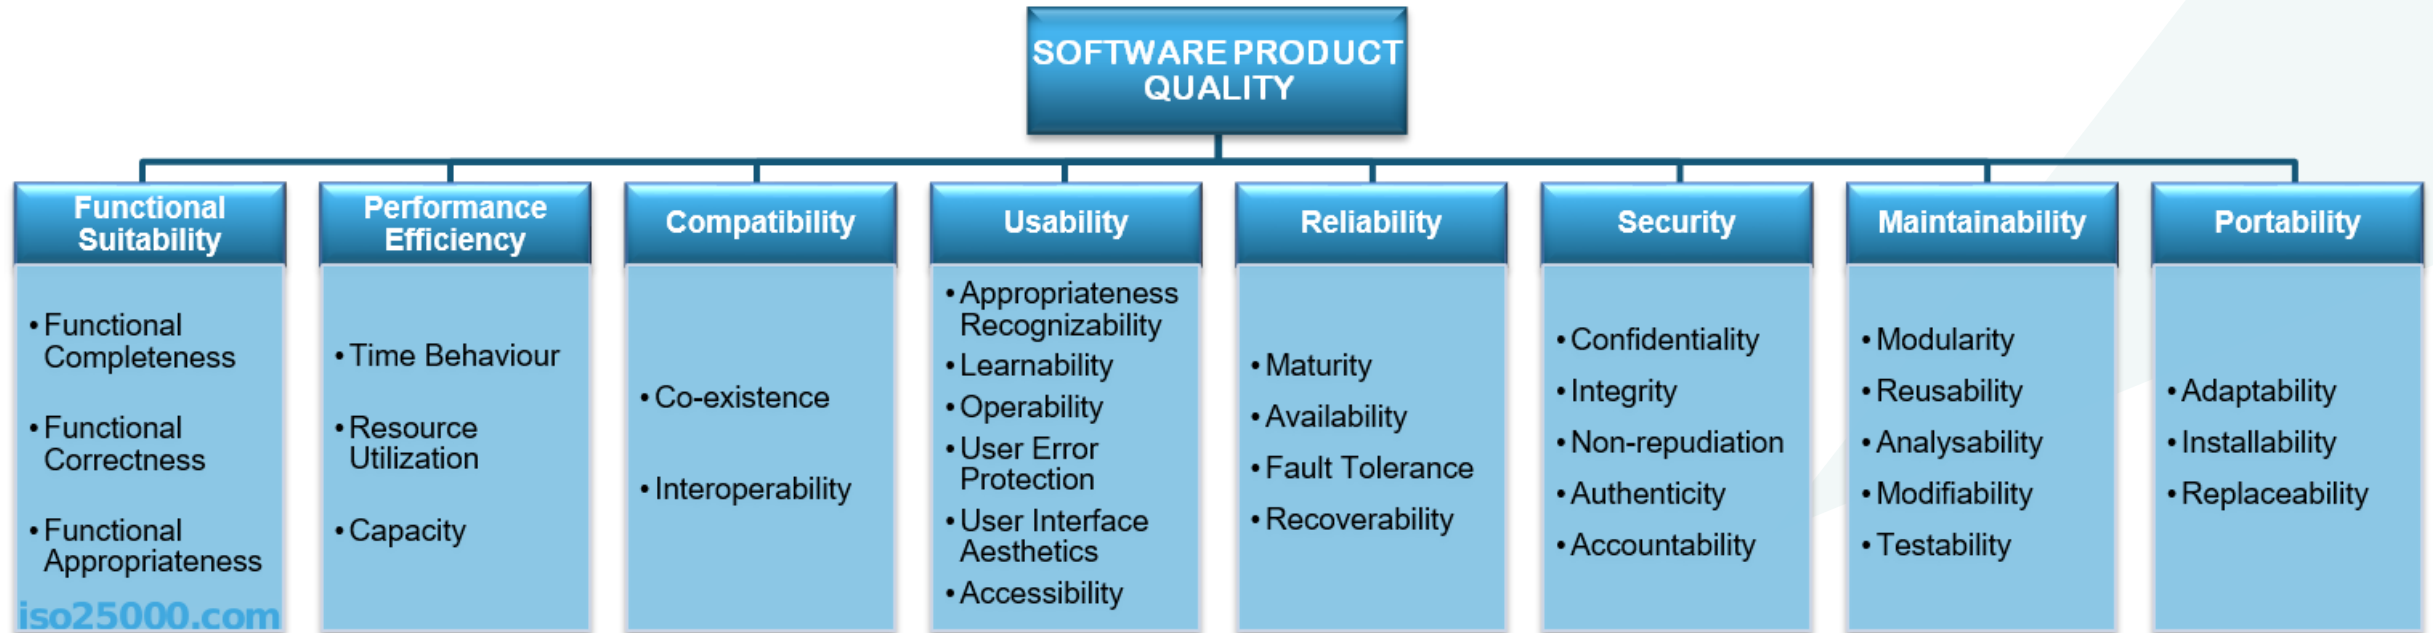 SOFTWARE PRODUCT
QUALITY
Functional
Suitability
• Functional
Completeness
• Functional
Correctness
• Functional
Appropriateness
iso25000.com
Performance
Efficiency
• Time Behaviour
• Resource
Utilization
• Capacity
Compatibility
• Co-existence
• Interoperability
Usability
• Appropriateness
Recognizability
• Learnability
• Operability
• User Error
Protection
• User Interface
Aesthetics
• Accessibility
Reliability
• Maturity
• Availability
• Fault Tolerance
• Recoverability
Security
• Confidentiality
• Integrity
• Non-repudiation
• Authenticity
• Accountability
Maintainability
• Modularity
• Reusability
• Analysability
• Modifiability
• Testability
Portability
• Adaptability
• Installability
• Replaceability